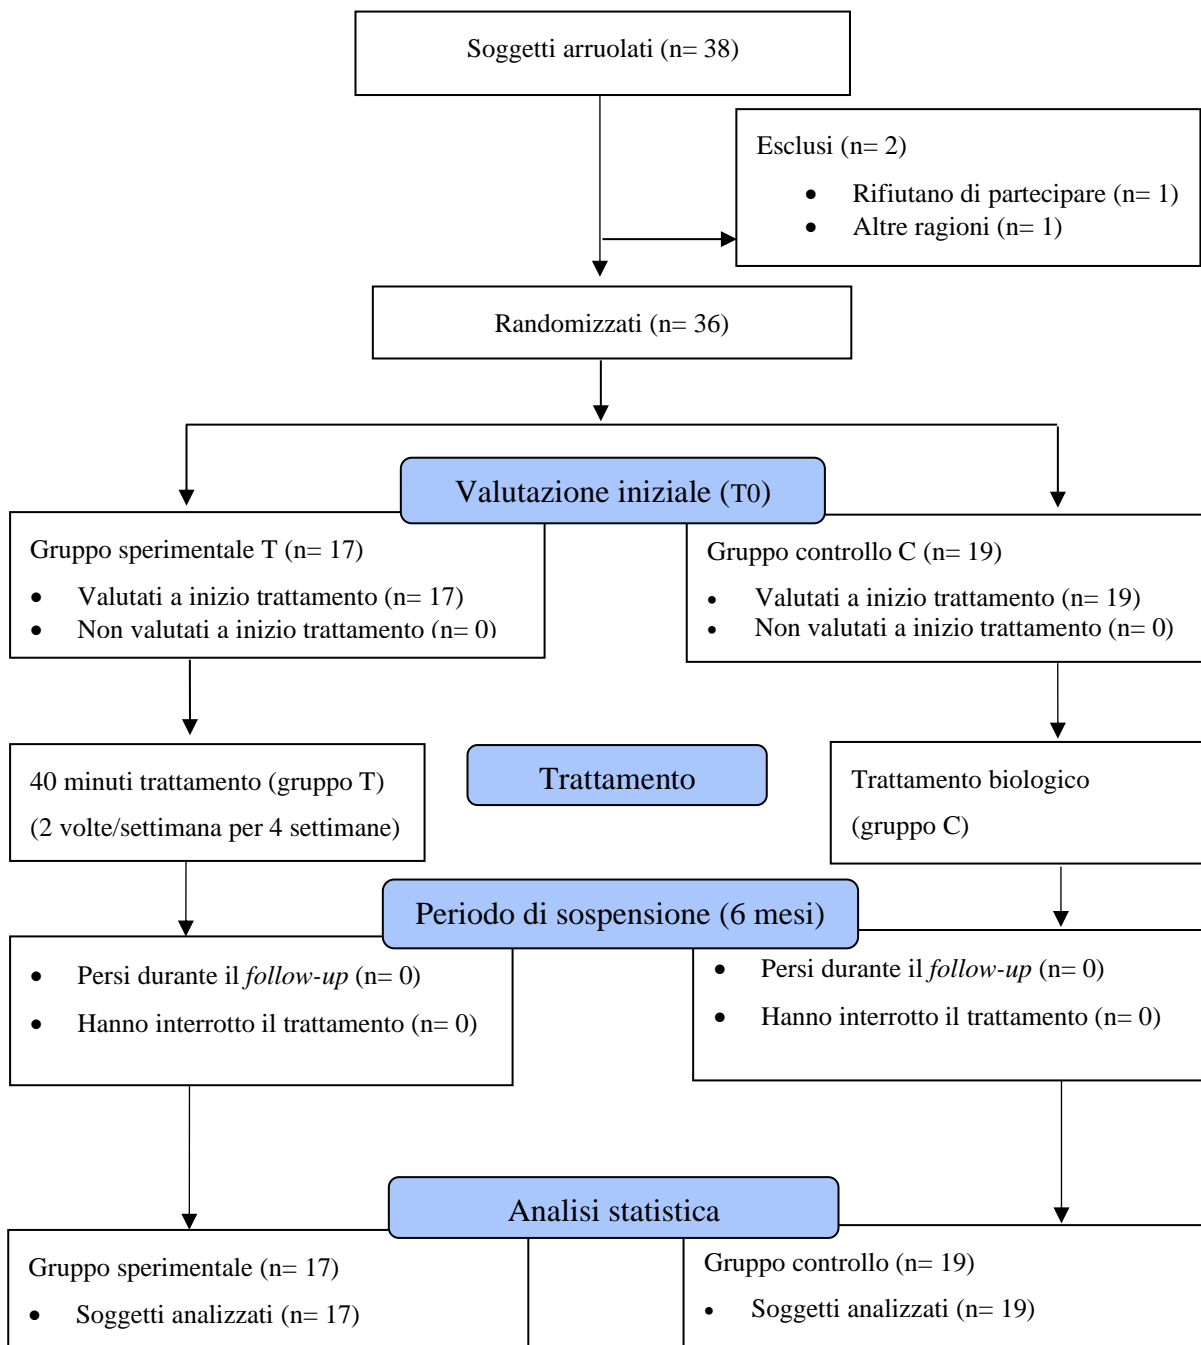 Soggetti arruolati (n= 38)
Esclusi (n= 2)
• Rifiutano di partecipare (n= 1)
• Altre ragioni (n= 1)
Randomizzati (n= 36)
Valutazione iniziale (T0)
Gruppo sperimentale T (n= 17)
• Valutati a inizio trattamento (n= 17)
• Non valutati a inizio trattamento (n= 0)
Gruppo controllo C (n= 19)
• Valutati a inizio trattamento (n= 19)
• Non valutati a inizio trattamento (n= 0)
40 minuti trattamento (gruppo T)
(2 volte/settimana per 4 settimane)
Trattamento
Trattamento biologico
(gruppo C)
Periodo di sospensione (6 mesi)
• Persi durante il follow-up (n= 0)
• Hanno interrotto il trattamento (n= 0)
• Persi durante il follow-up (n= 0)
• Hanno interrotto il trattamento (n= 0)
Analisi statistica
Gruppo sperimentale (n= 17)
• Soggetti analizzati (n= 17)
Gruppo controllo (n= 19)
• Soggetti analizzati (n= 19)